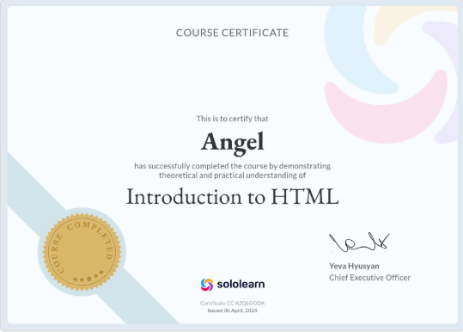 COURSE CERTIFICATE
This is to certify that
Angel
has successfully completed the course by demonstrating
theoretical and practical understanding of
Introduction to HTML
COURSE COMPLETED
Yeva Hyusyan
Chief Executive Officer
sololearn
Certificate
Issued 06 April, 2024